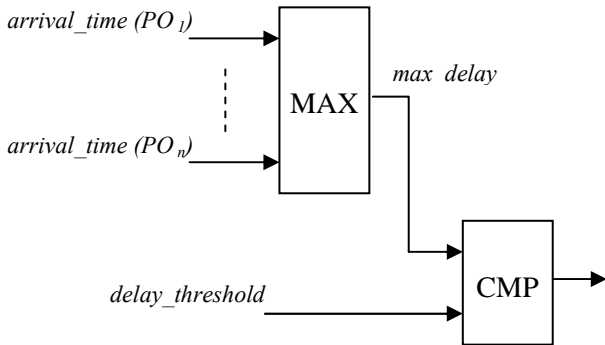 arrival_time (PO 1)
MAX
max delay
arrival_time (PO n)
delay_threshold
CMP